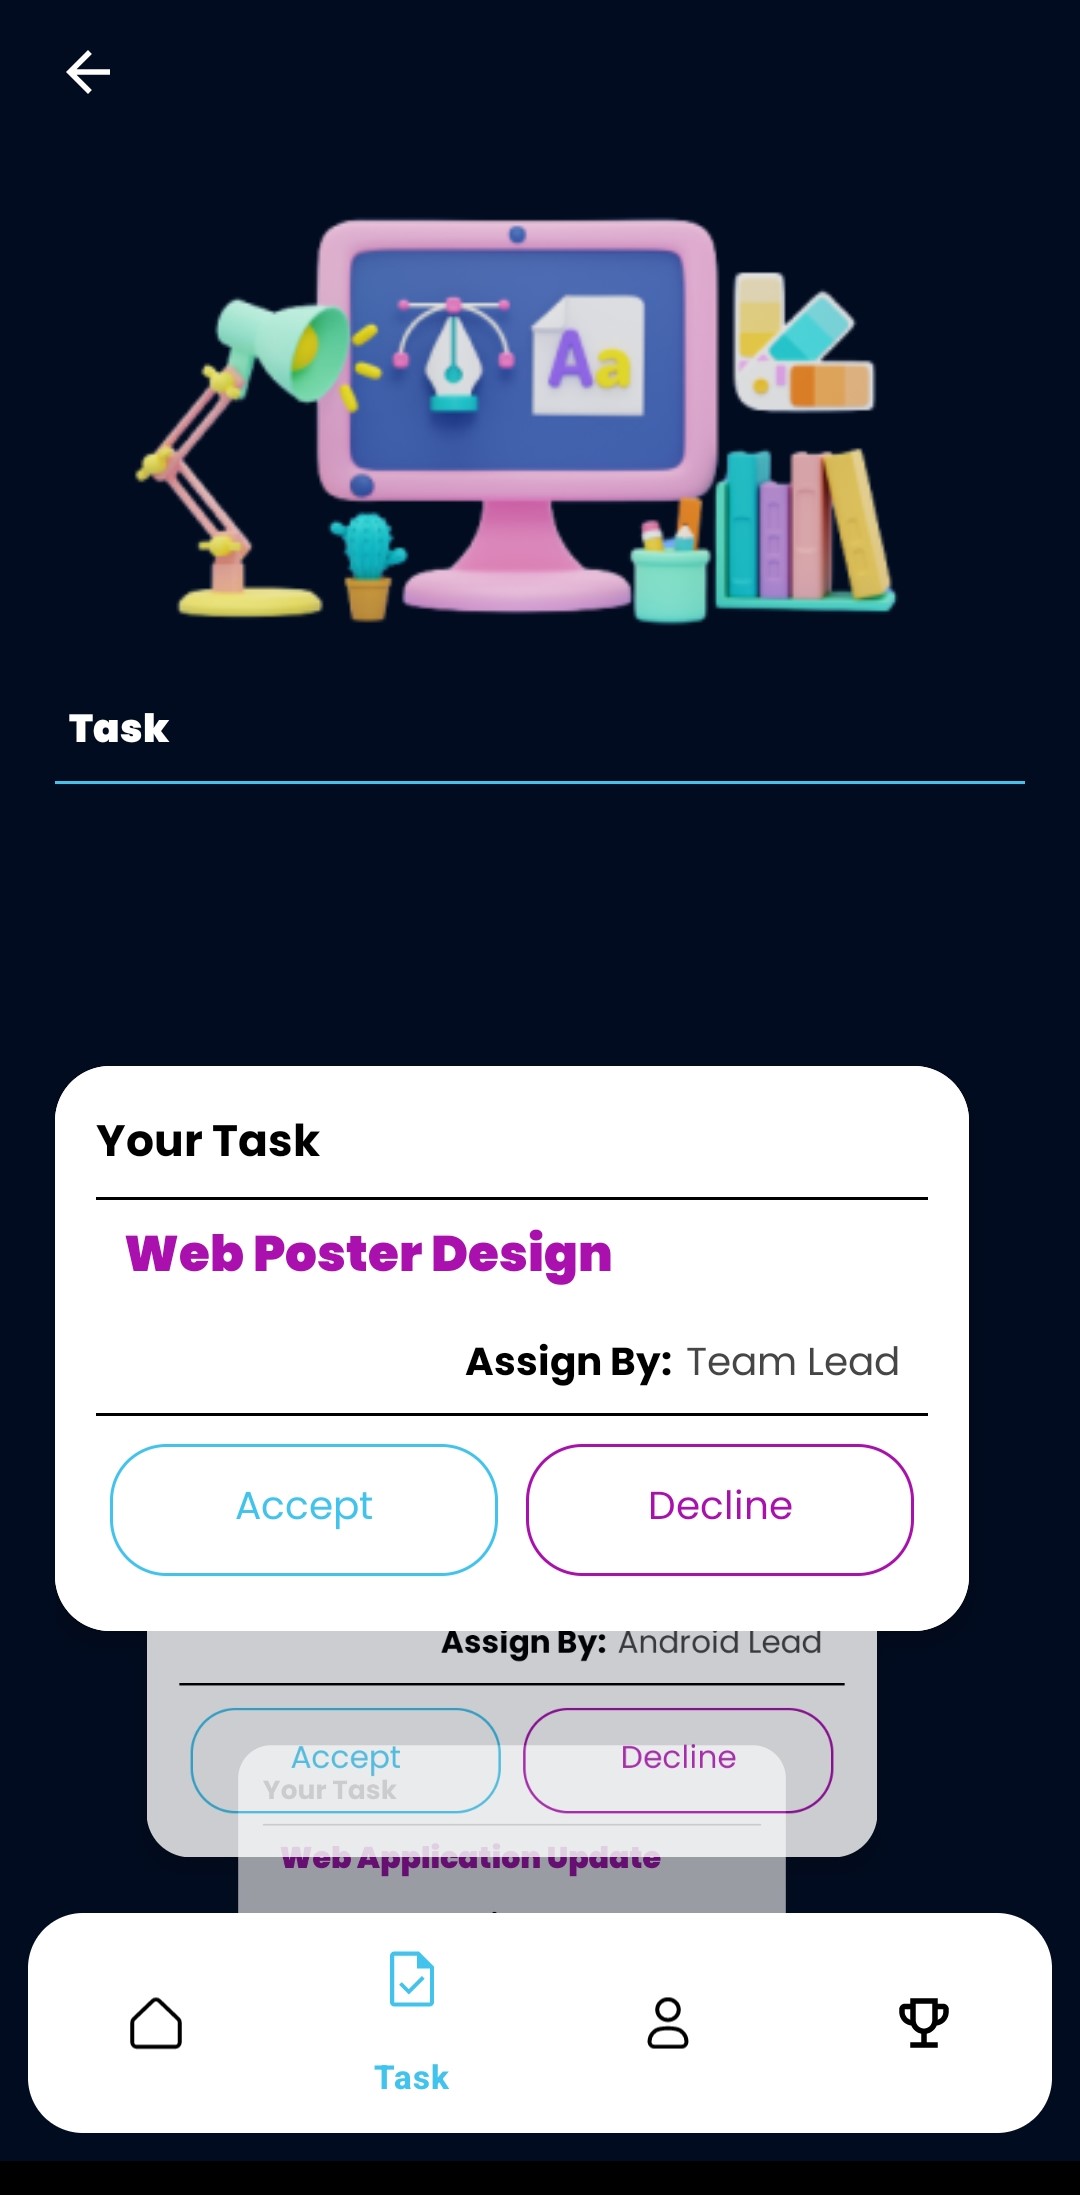 Aa
Task
Your Task
Web Poster Design
Assign By: Team Lead
Accept Decline
Assign By: Android Lead
Accept Decline
Your Task
Web Application Update
Task